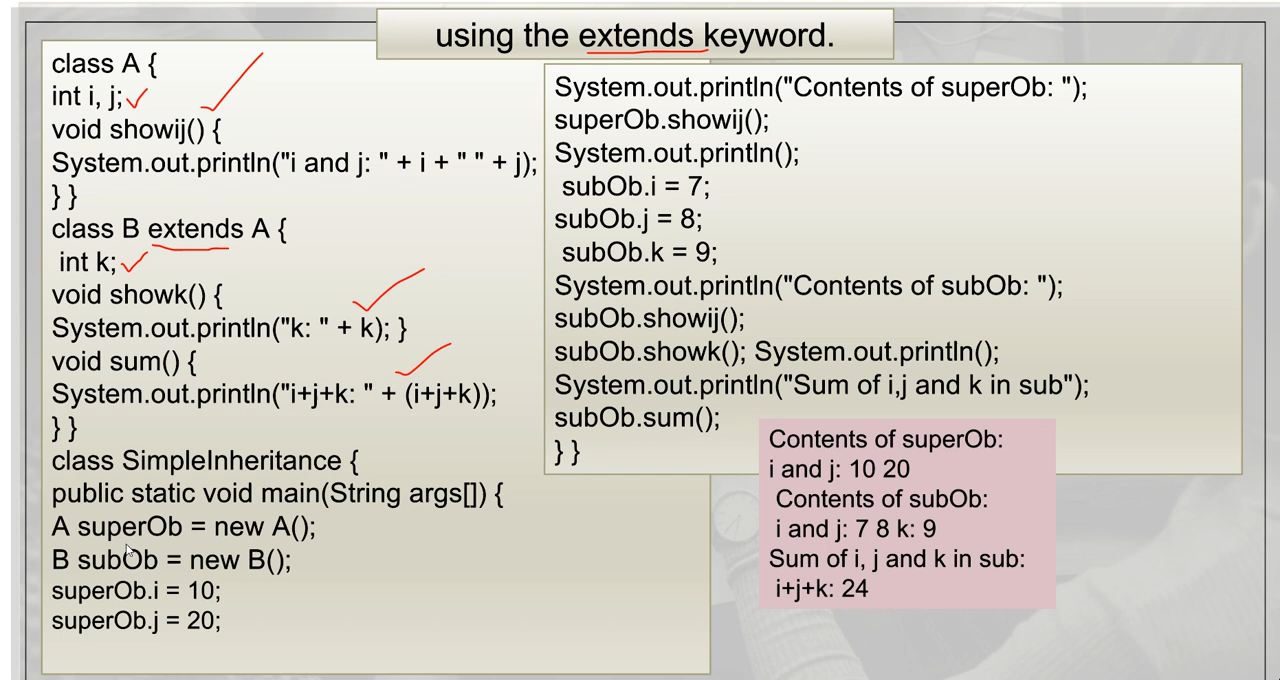 using the extends keyword.
class A {
int i, j;
void showij() {
System.out.println("i and j: " + i + " " + j);
} }
class B extends A {
int k;
void showk() {
System.out.println("k: " + k); }
void sum() {
System.out.println("i+j+k: " + (i+j+k));
} }
class SimpleInheritance {
public static void main(String args[]) {
A superOb = new A();
B subOb = new B();
superOb.i = 10;
superOb.j = 20;
System.out.println("Contents of superOb: ");
superOb.showij();
System.out.println();
subOb.i = 7;
subOb.j = 8;
subOb.k = 9;
System.out.println("Contents of subOb: ");
subOb.showij();
subOb.showk(); System.out.println();
System.out.println("Sum of i,j and k in sub");
subOb.sum();
} }
Contents of superOb:
i and j: 10 20
Contents of subOb:
i and j: 7 8 k: 9
Sum of i, j and k in sub:
i+j+k: 24